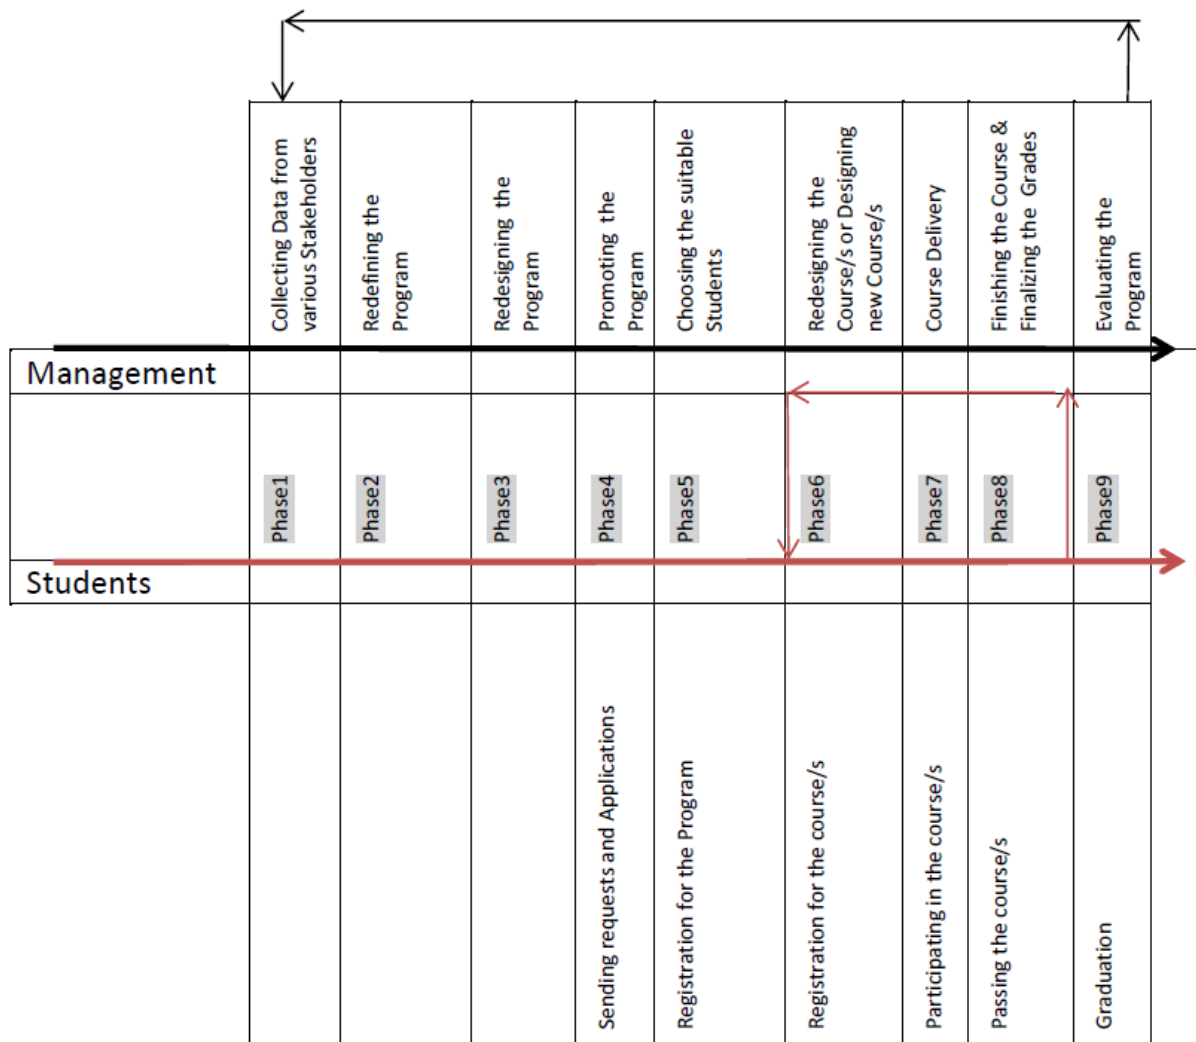 Collecting Data from
various Stakeholders
Redefining the
Program
Redesigning the
Program
Promoting the
Program
Choosing the suitable
Students
Redesigning the
Course/s or Designing
new Course/s
Course Delivery
Finishing the Course &
Finalizing the Grades
Evaluating the
Program
Management
Phase1
Phase2
Phase3
Phase4
Phase5
Phase6
Phase7
Phase8
Phase9
Students
Sending requests and Applications
Registration for the Program
Registration for the course/s
Participating in the course/s
Passing the course/s
Graduation